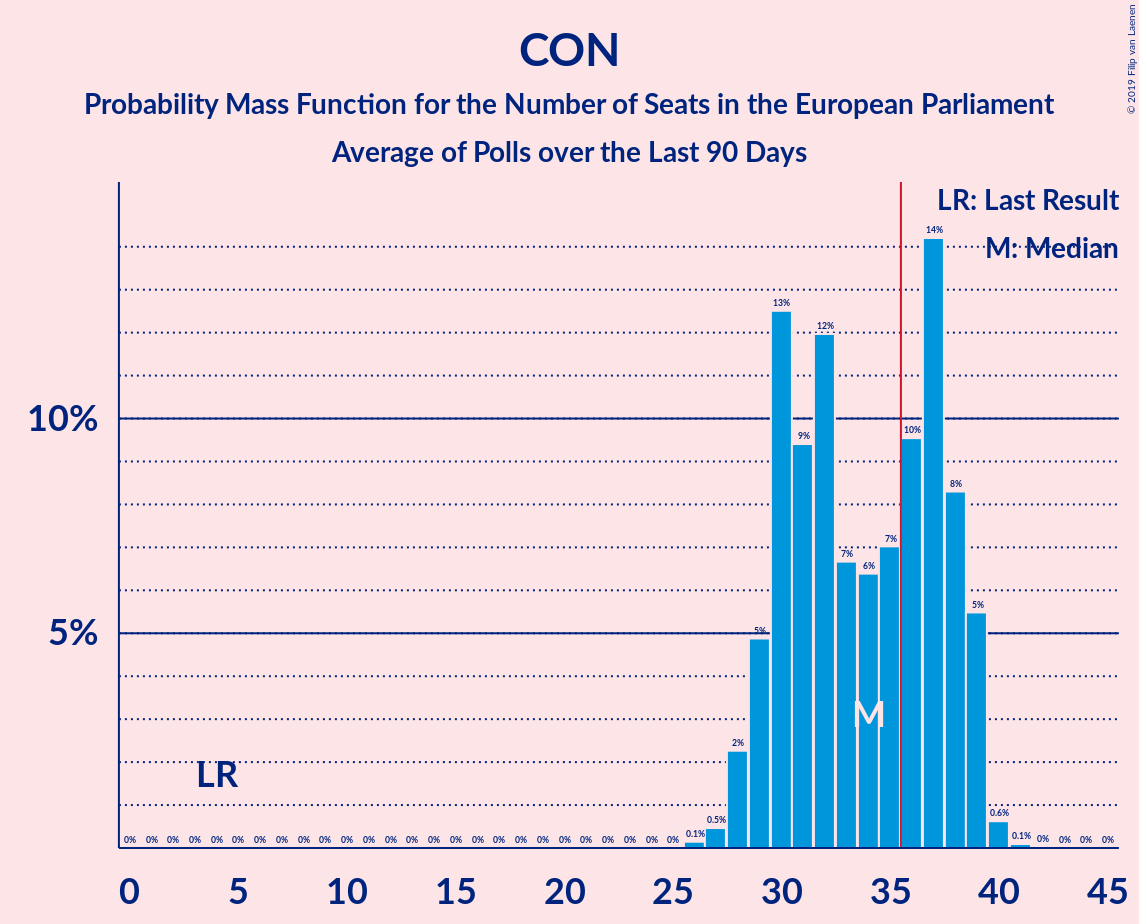 CON
Probability Mass Function for the Number of Seats in the European Parliament
Average of Polls over the Last 90 Days
© 2019 Filip van Laenen
LR: Last Result
M: Median
10%
5%
0% 0% 0% 0% 0% 0% 0% 0% 0% 0% 0% 0% 0% 0% 0% 0% 0% 0% 0% 0% 0% 0% 0% 0% 0% 0% 0.1% 0.5% 2% 5% 13% 9% 12% 7% 6% 7% 10% 14% 8% 5% 0.6% 0.1% 0% 0% 0% 0%
LR
M
0 5 10 15 20 25 30 35 40 45